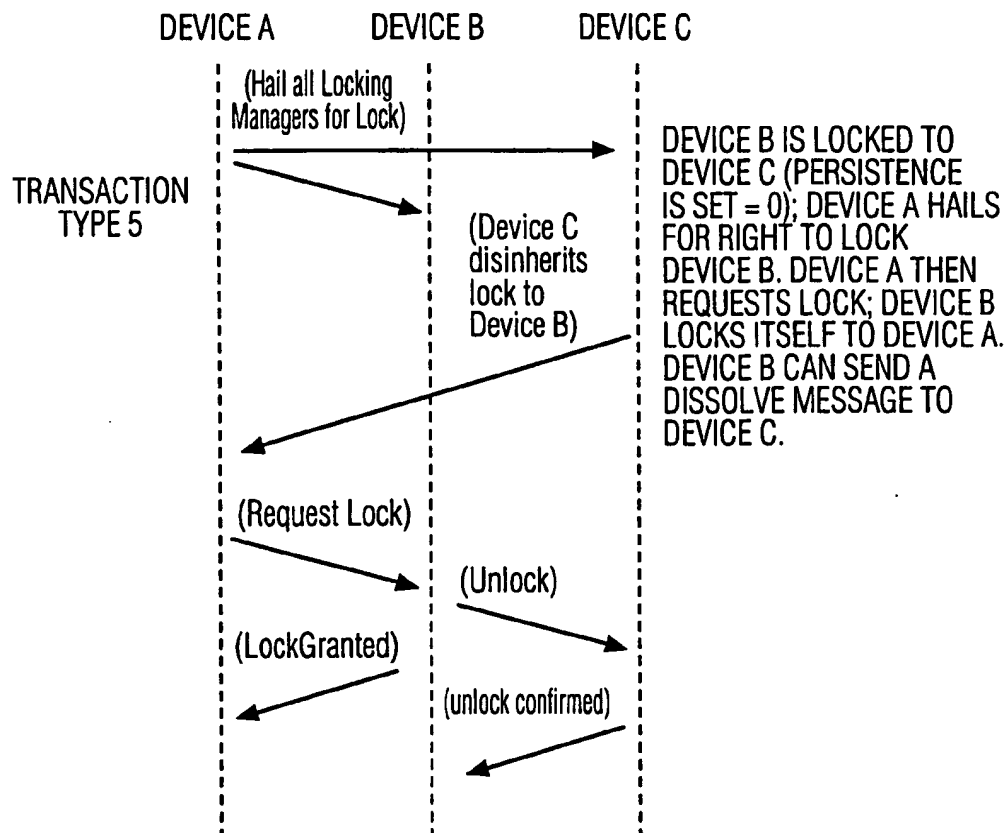 DEVICE A
DEVICE B
DEVICE C
(Hail all Locking
Managers for Lock)
TRANSACTION
TYPE 5
DEVICE B IS LOCKED TO
DEVICE C (PERSISTENCE
IS SET = 0); DEVICE A HAILS
FOR RIGHT TO LOCK
DEVICE B. DEVICE A THEN
REQUESTS LOCK; DEVICE B
LOCKS ITSELF TO DEVICE A.
DEVICE B CAN SEND A
DISSOLVE MESSAGE TO
DEVICE C.
(Device C
disinherits
lock to
Device B)
(Request Lock)
(Unlock)
(LockGranted)
(unlock confirmed)